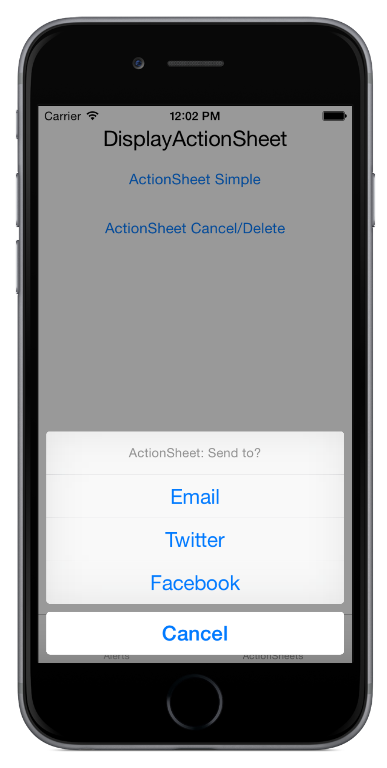 Carrier 12:02 PM
DisplayActionSheet
ActionSheet Simple
ActionSheet Cancel/Delete
ActionSheet: Send to?
Email
Twitter
Facebook
Cancel
Alerts ActionSheets